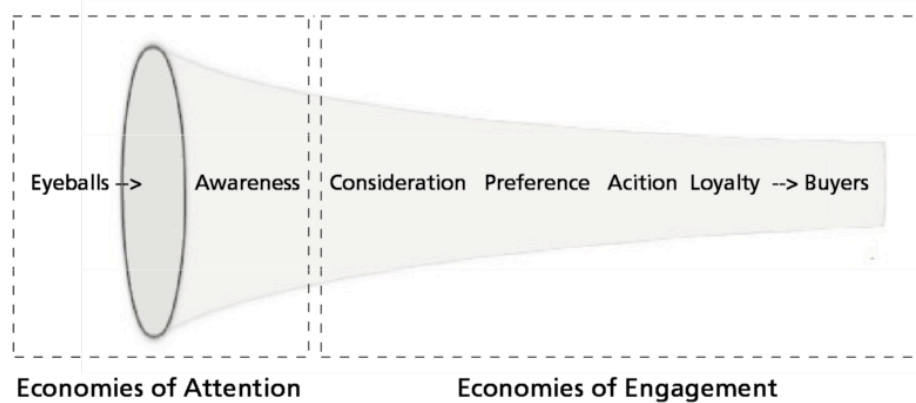 Eyeballs --> Awareness Consideration Preference Acition Loyalty --> Buyers
Economies of Attention Economies of Engagement